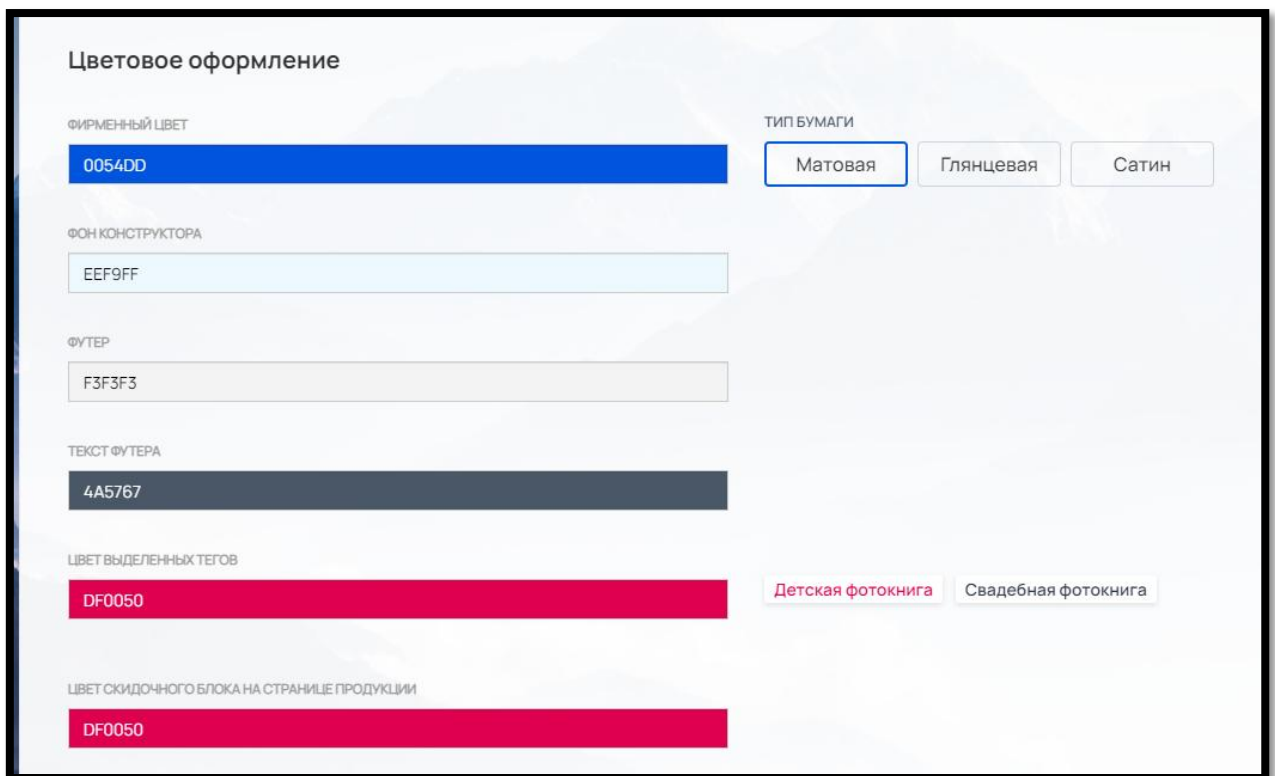 Цветовое оформление
ФИРМЕННЫЙ ЦВЕТ
0054DD
ТИП БУМАГИ
Матовая Глянцевая Сатин
ФОН КОНСТРУКТОРА
EEF9FF
ФУТЕР
F3F3F3
ТЕКСТ ФУТЕРА
4A5767
ЦВЕТ ВЫДЕЛЕННЫХ ТЕГОВ
DF0050
Детская фотокнига Свадебная фотокнига
ЦВЕТ СКИДОЧНОГО БЛОКА НА СТРАНИЦЕ ПРОДУКЦИИ
DF0050